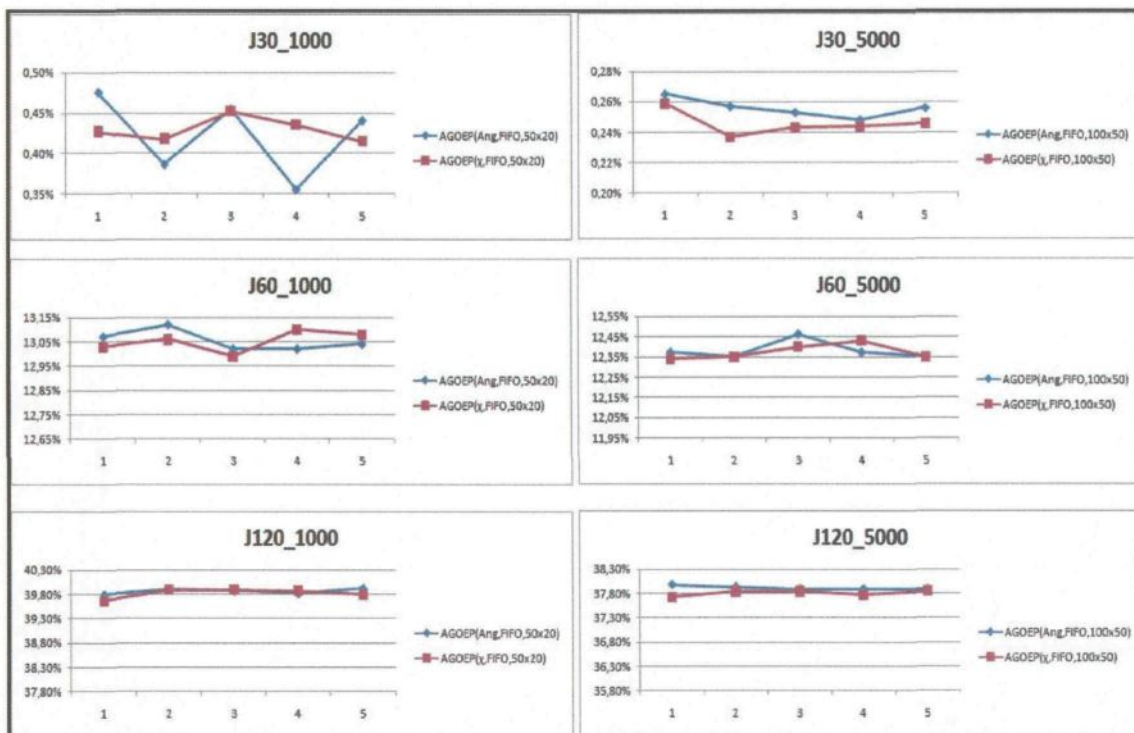 J30_1000
0,50%
0,45%
0,40%
0,35%
1 2 3 4 5
AGOEP(Ang,FIFO,50x20)
AGOEP(χ,FIFO,50x20)
J30_5000
0,28%
0,26%
0,24%
0,22%
0,20%
1 2 3 4 5
AGOEP(Ang,FIFO,100x50)
AGOEP(χ,FIFO,100x50)
J60_1000
13,15%
13,05%
12,95%
12,85%
12,75%
12,65%
1 2 3 4 5
AGOEP(Ang,FIFO,50x20)
AGOEP(χ,FIFO,50x20)
J60_5000
12,55%
12,45%
12,35%
12,25%
12,15%
12,05%
11,95%
1 2 3 4 5
AGOEP(Ang,FIFO,100x50)
AGOEP(χ,FIFO,100x50)
J120_1000
40,30%
39,80%
39,30%
38,80%
38,30%
37,80%
1 2 3 4 5
AGOEP(Ang,FIFO,50x20)
AGOEP(χ,FIFO,50x20)
J120_5000
38,30%
37,80%
37,30%
36,80%
36,30%
35,80%
1 2 3 4 5
AGOEP(Ang,FIFO,100x50)
AGOEP(χ,FIFO,100x50)